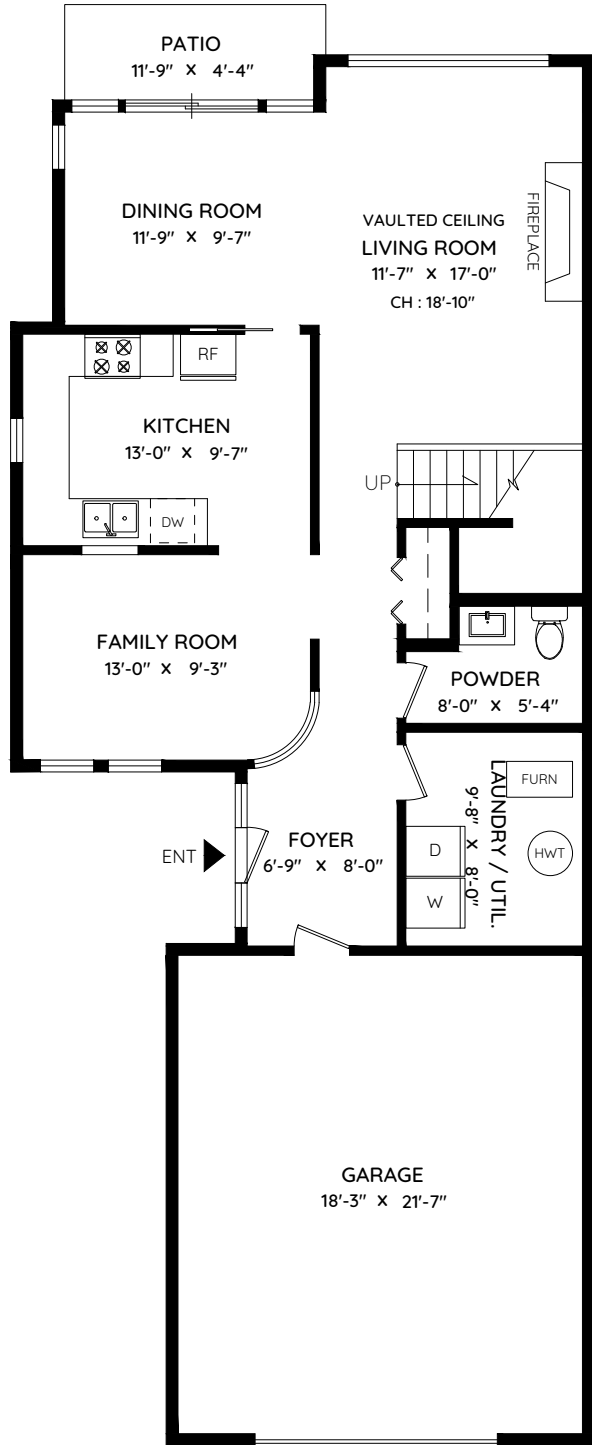 PATIO
11'-9" X 4'-4"
DINING ROOM
11'-9" X 9'-7"
VAULTED CEILING
LIVING ROOM
11'-7" X 17'-0"
CH : 18'-10"
FIREPLACE
RF
KITCHEN
13'-0" X 9'-7"
UP
DW
FAMILY ROOM
13'-0" X 9'-3"
POWDER
8'-0" X 5'-4"
LAUNDRY / UTIL.
9'-8" X 8'-0"
FURN
HWT
D
W
ENT
FOYER
6'-9" X 8'-0"
GARAGE
18'-3" X 21'-7"